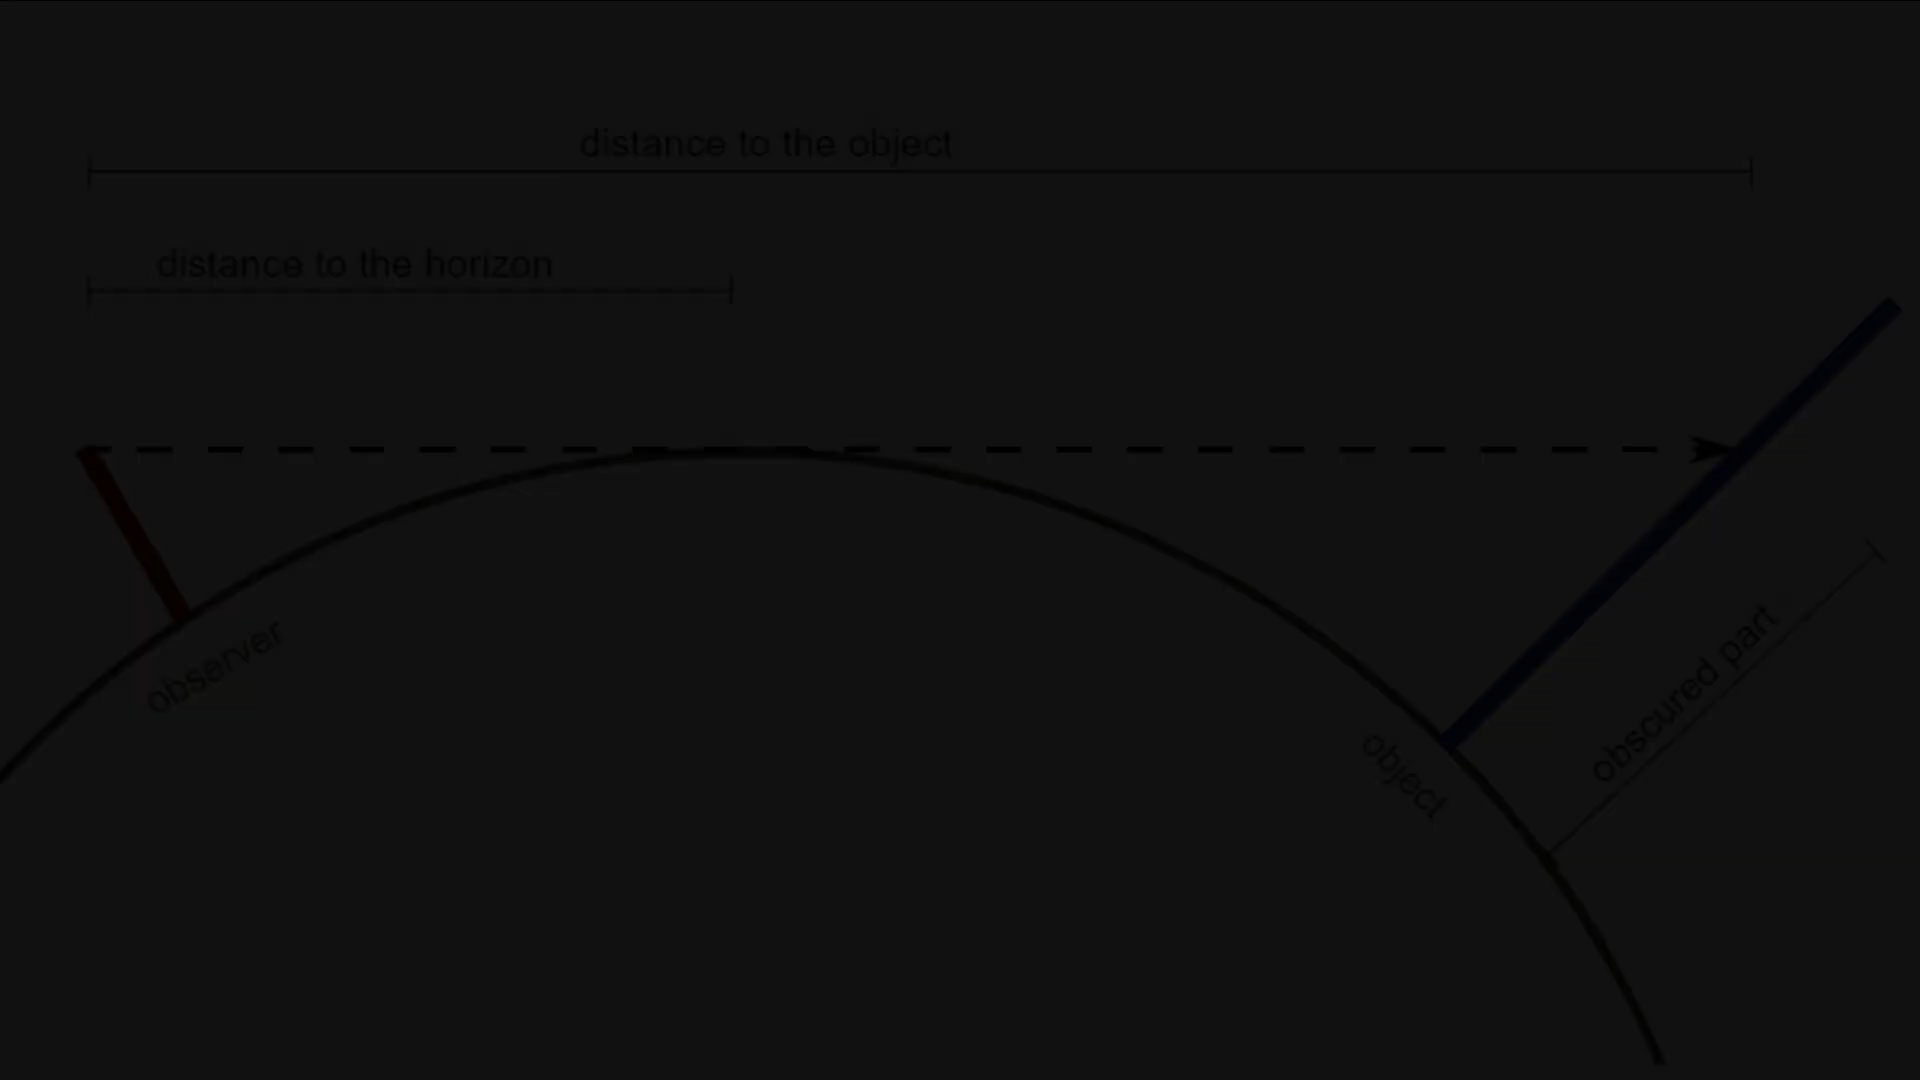 distance to the object
distance to the horizon
observer
object
obscured part